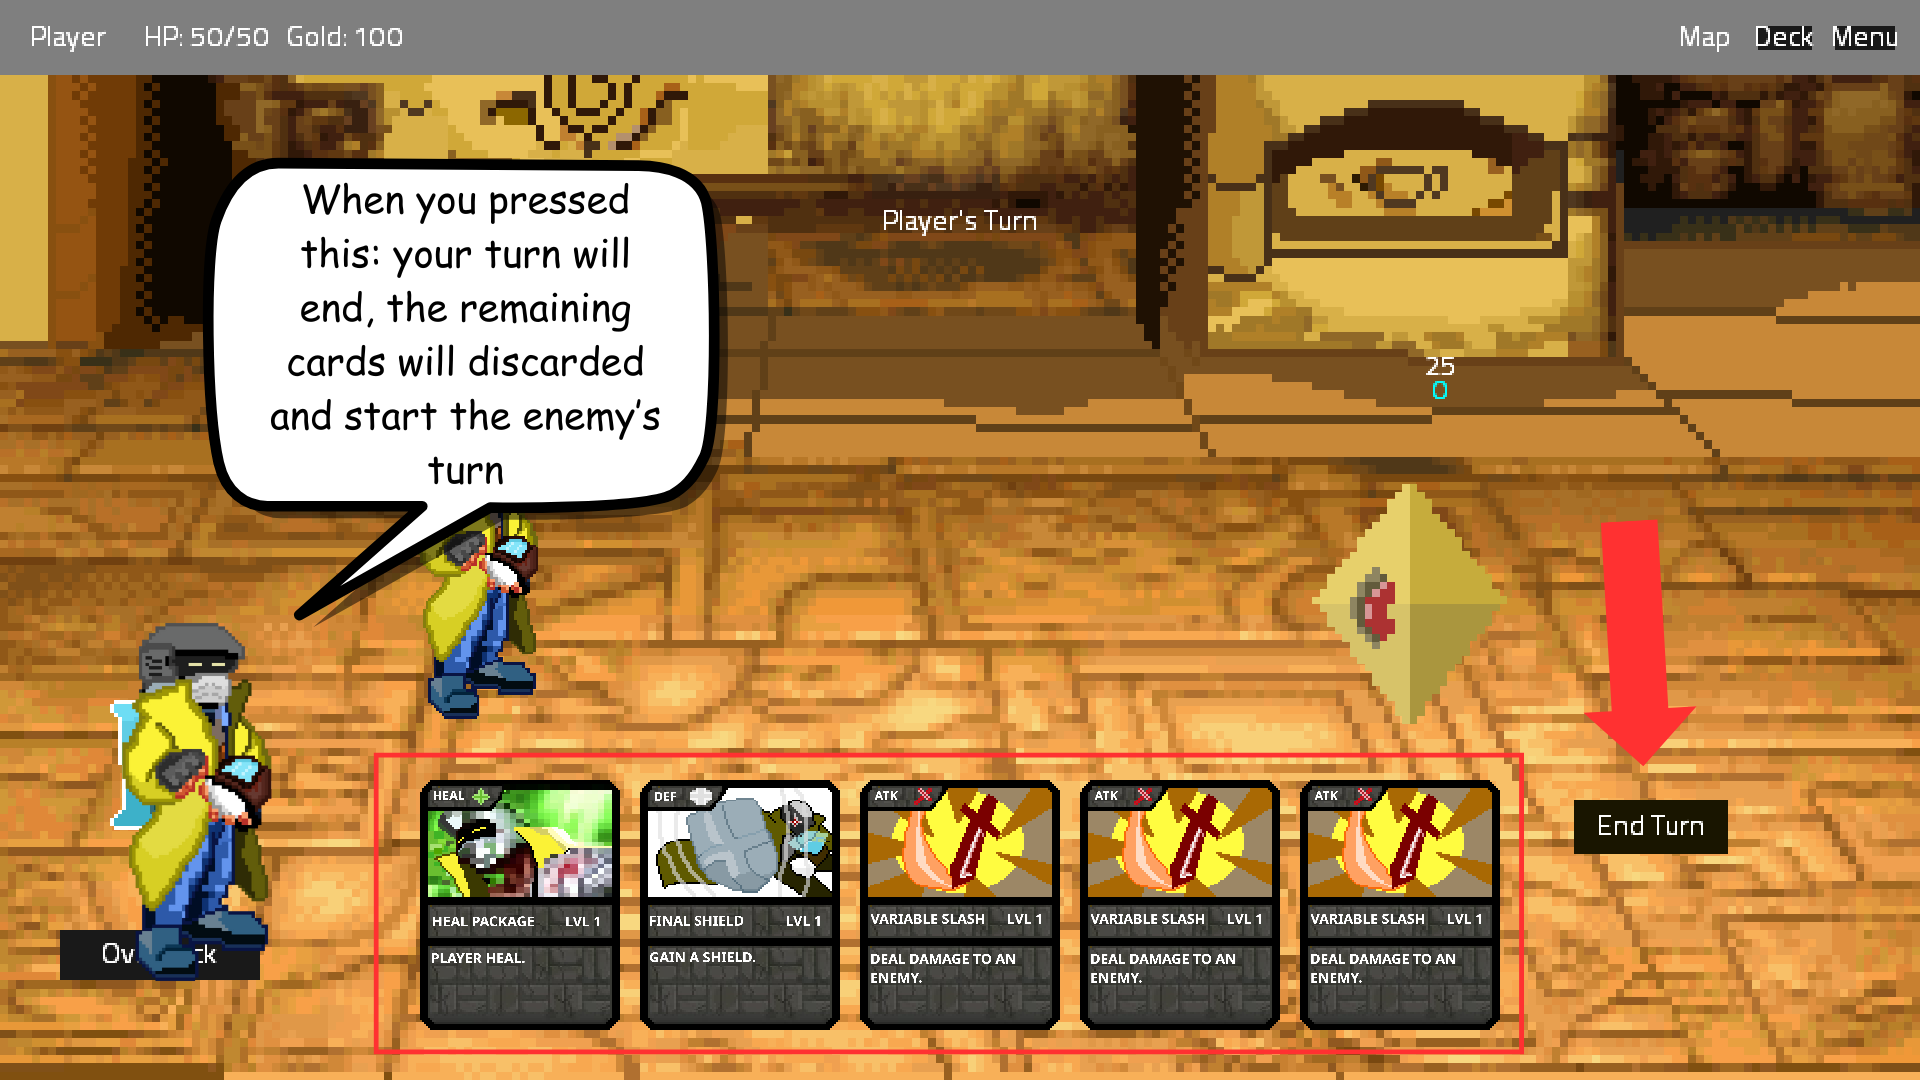 Player HP: 50/50 Gold: 100 Map Deck Menu
When you pressed
this: your turn will
end, the remaining
cards will discarded
and start the enemy's
turn
Player's Turn
25
0
HEAL
HEAL PACKAGE LVL 1
PLAYER HEAL.
DEF
FINAL SHIELD LVL 1
GAIN A SHIELD.
ATK
VARIABLE SLASH LVL 1
DEAL DAMAGE TO AN
ENEMY.
ATK
VARIABLE SLASH LVL 1
DEAL DAMAGE TO AN
ENEMY.
ATK
VARIABLE SLASH LVL 1
DEAL DAMAGE TO AN
ENEMY.
End Turn